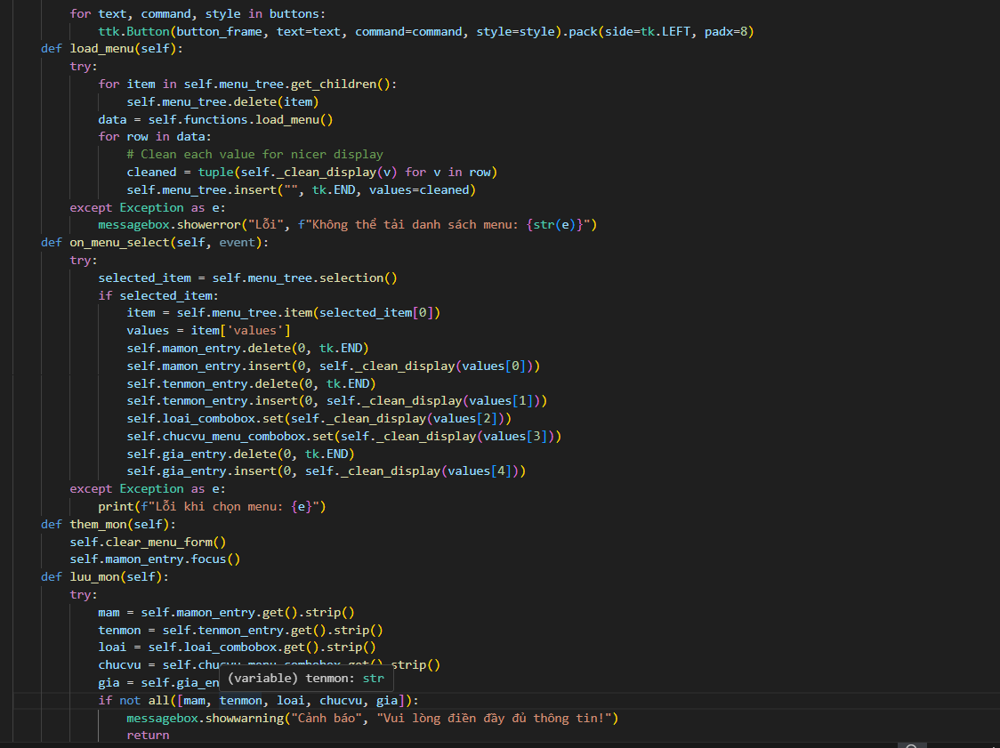 for text, command, style in buttons:
ttk.Button(button_frame, text=text, command=command, style=style).pack(side=tk.LEFT, padx=8)
def load_menu(self):
try:
for item in self.menu_tree.get_children():
self.menu_tree.delete(item)
data = self.functions.load_menu()
for row in data:
# Clean each value for nicer display
cleaned = tuple(self._clean_display(v) for v in row)
self.menu_tree.insert("", tk.END, values=cleaned)
except Exception as e:
messagebox.showerror("Lỗi", f"Không thể tải danh sách menu: {str(e)}")
def on_menu_select(self, event):
try:
selected_item = self.menu_tree.selection()
if selected_item:
item = self.menu_tree.item(selected_item[0])
values = item['values']
self.mamon_entry.delete(0, tk.END)
self.mamon_entry.insert(0, self._clean_display(values[0]))
self.tenmon_entry.delete(0, tk.END)
self.tenmon_entry.insert(0, self._clean_display(values[1]))
self.loai_combobox.set(self._clean_display(values[2]))
self.chucvu_menu_combobox.set(self._clean_display(values[3]))
self.gia_entry.delete(0, tk.END)
self.gia_entry.insert(0, self._clean_display(values[4]))
except Exception as e:
print(f"Lỗi khi chọn menu: {e}")
def them_mon(self):
self.clear_menu_form()
self.mamon_entry.focus()
def luu_mon(self):
try:
mam = self.mamon_entry.get().strip()
tenmon = self.tenmon_entry.get().strip()
loai = self.loai_combobox.get().strip()
chucvu = self.chucvu_menu_combobox.get().strip()
(variable) tenmon: str
gia = self.gia_en
if not all([mam, tenmon, loai, chucvu, gia]):
messagebox.showwarning("Cảnh báo", "Vui lòng điền đầy đủ thông tin!")
return